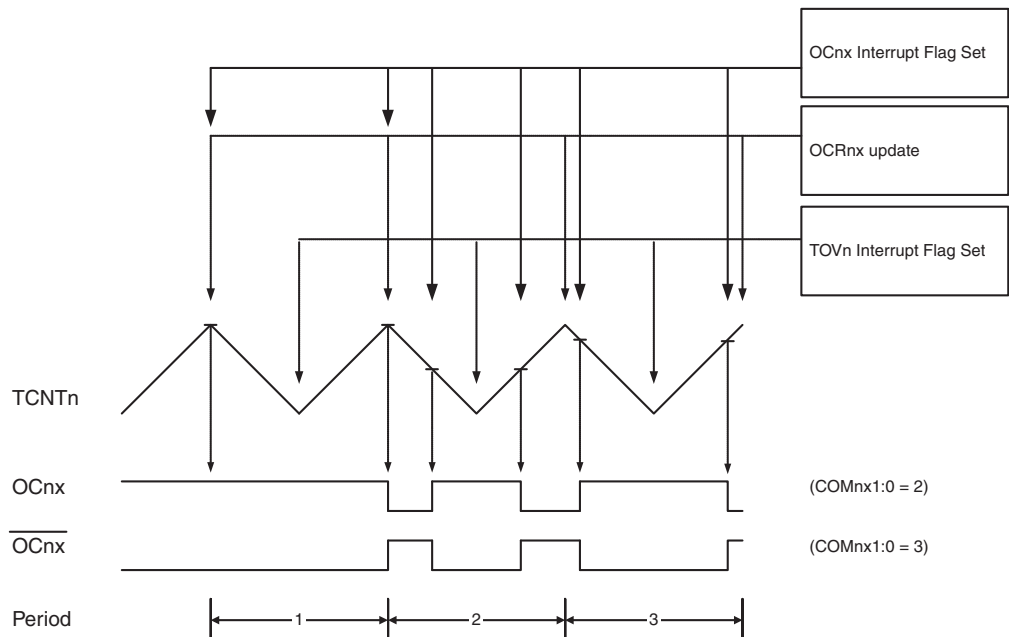 OCnx Interrupt Flag Set
OCRnx update
TOVn Interrupt Flag Set
TCNTn
OCnx
(COMnx1:0 = 2)
OCnx
(COMnx1:0 = 3)
Period
1
2
3